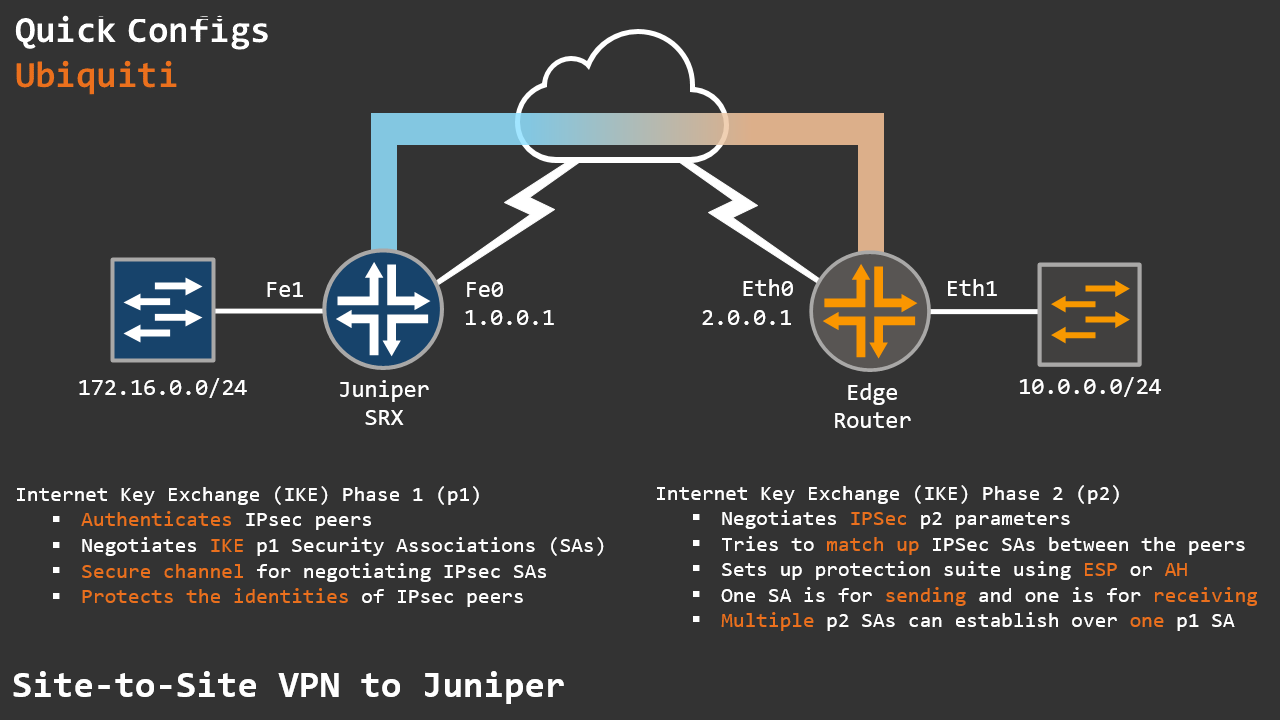 Quick Configs
Ubiquiti
Fe1
Fe0
1.0.0.1
Eth0
2.0.0.1
Eth1
172.16.0.0/24
Juniper
SRX
Edge
Router
10.0.0.0/24
Internet Key Exchange (IKE) Phase 1 (p1)
▪ Authenticates IPsec peers
▪ Negotiates IKE p1 Security Associations (SAs)
▪ Secure channel for negotiating IPsec SAs
▪ Protects the identities of IPsec peers
Internet Key Exchange (IKE) Phase 2 (p2)
▪ Negotiates IPSec p2 parameters
▪ Tries to match up IPSec SAs between the peers
▪ Sets up protection suite using ESP or AH
▪ One SA is for sending and one is for receiving
▪ Multiple p2 SAs can establish over one p1 SA
Site-to-Site VPN to Juniper